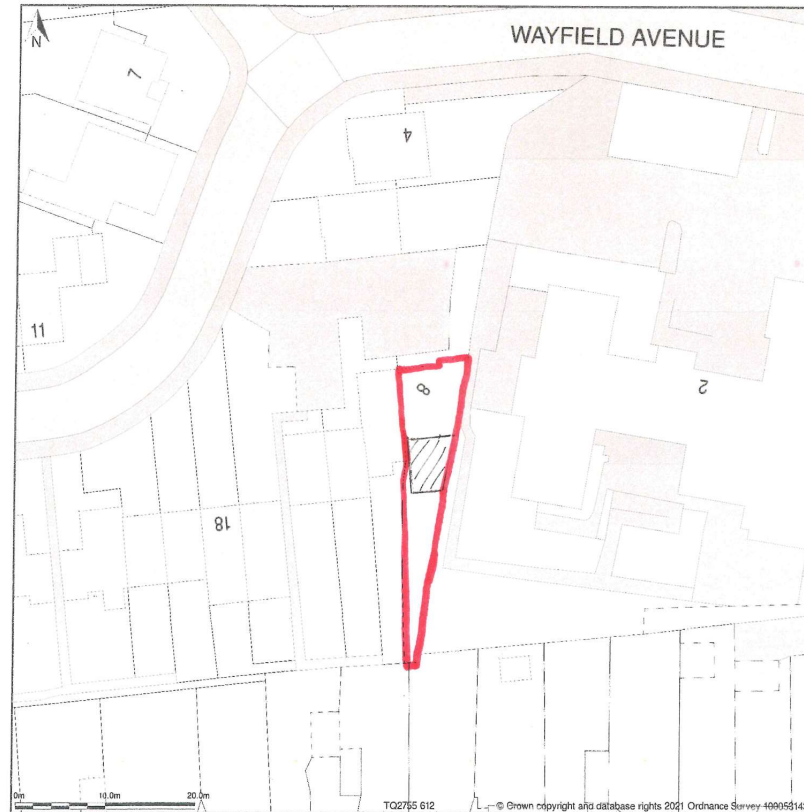 N
WAYFIELD AVENUE
7
4
11
8
2
18
0m 10.0m 20.0m
TQ2755 612
© Crown copyright and database rights 2021 Ordnance Survey